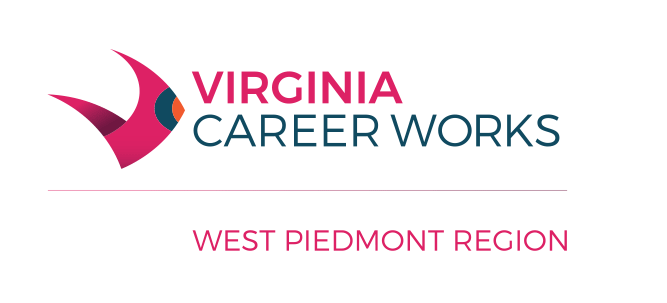 VIRGINIA
CAREER WORKS
WEST PIEDMONT REGION